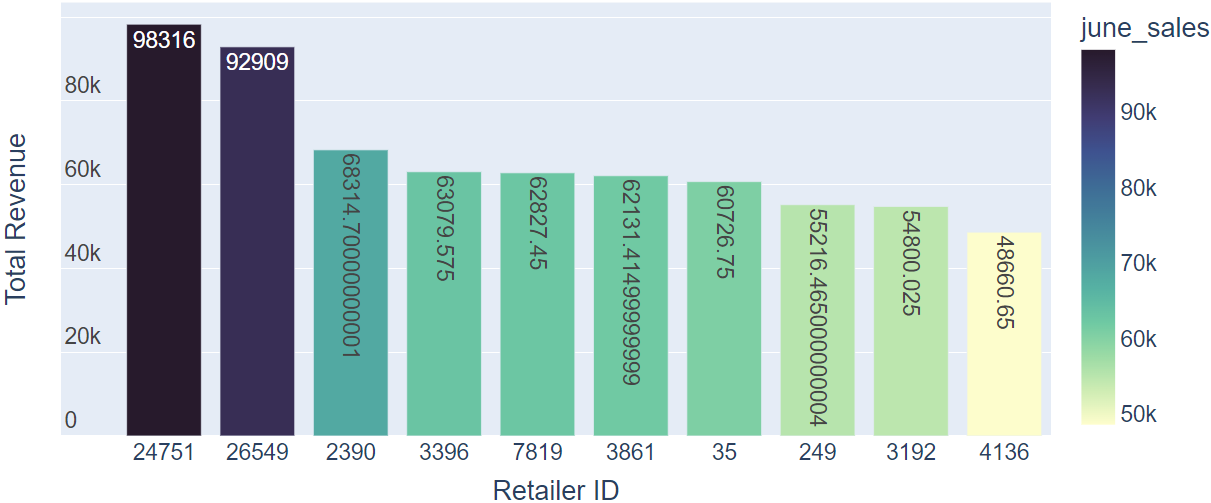 june_sales
98316
92909
68314.70000000001
63079.575
62827.45
62131.41499999999
60726.75
55216.465000000004
54800.025
48660.65
80k
60k
40k
20k
0
Total Revenue
24751 26549 2390 3396 7819 3861 35 249 3192 4136
Retailer ID
90k
80k
70k
60k
50k